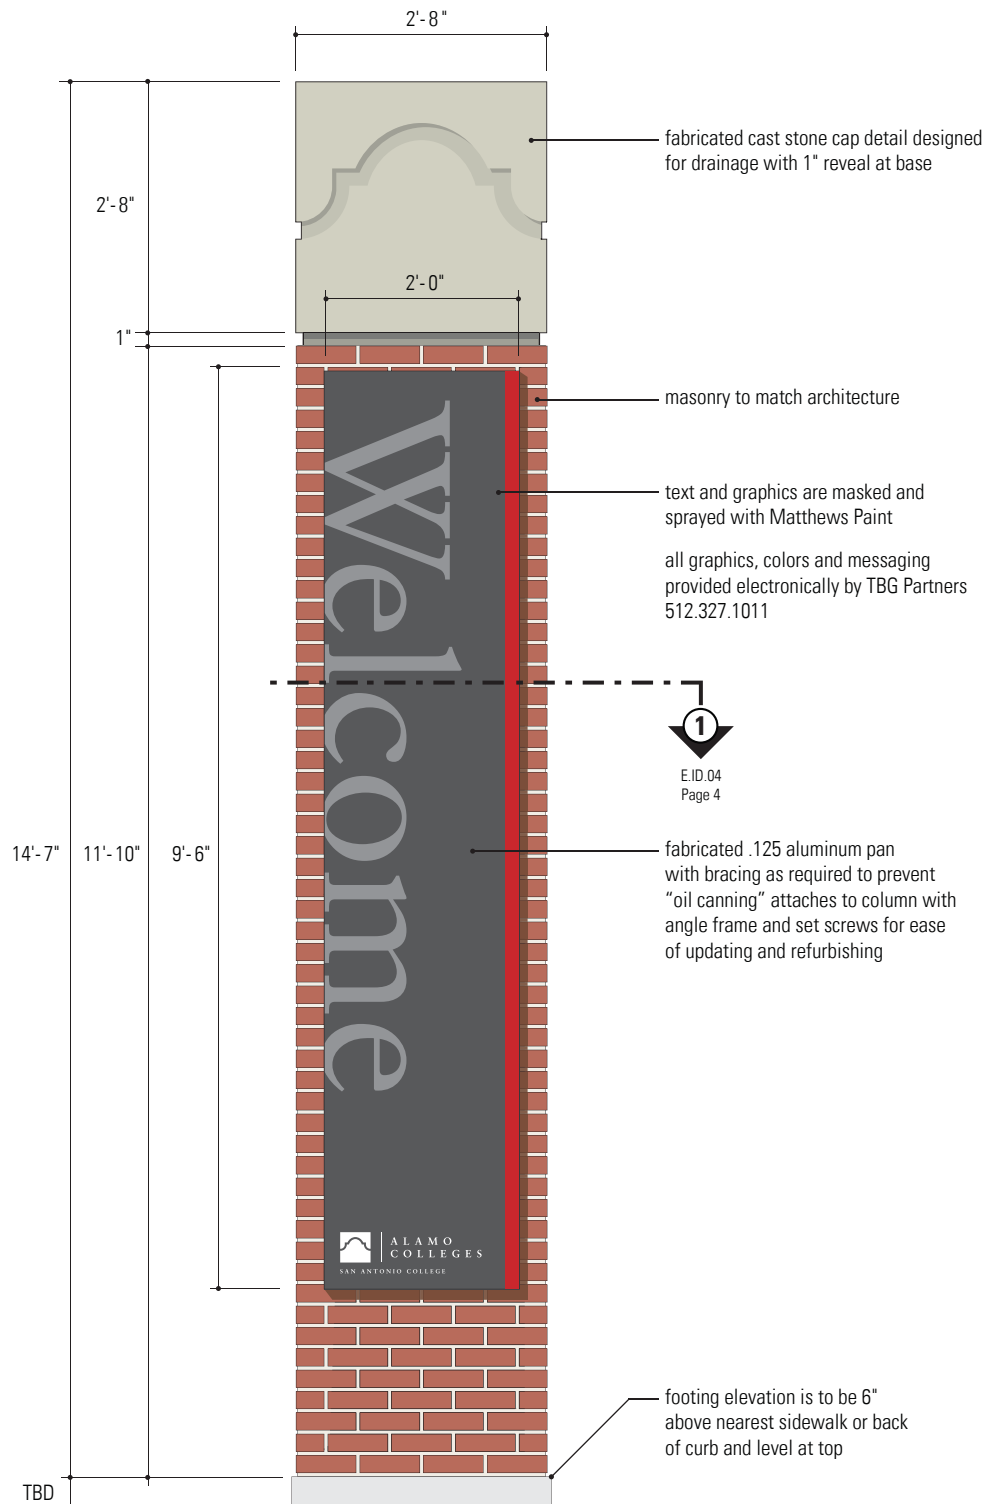 2'-8"
fabricated cast stone cap detail designed
for drainage with 1" reveal at base
2'-8"
2'-0"
1"
masonry to match architecture
text and graphics are masked and
sprayed with Matthews Paint
all graphics, colors and messaging
provided electronically by TBG Partners
512.327.1011
Welcome
1
E.ID.04
Page 4
14'-7"
11'-10"
9'-6"
fabricated .125 aluminum pan
with bracing as required to prevent
“oil canning” attaches to column with
angle frame and set screws for ease
of updating and refurbishing
ALAMO
COLLEGES
SAN ANTONIO COLLEGE
footing elevation is to be 6"
above nearest sidewalk or back
of curb and level at top
TBD